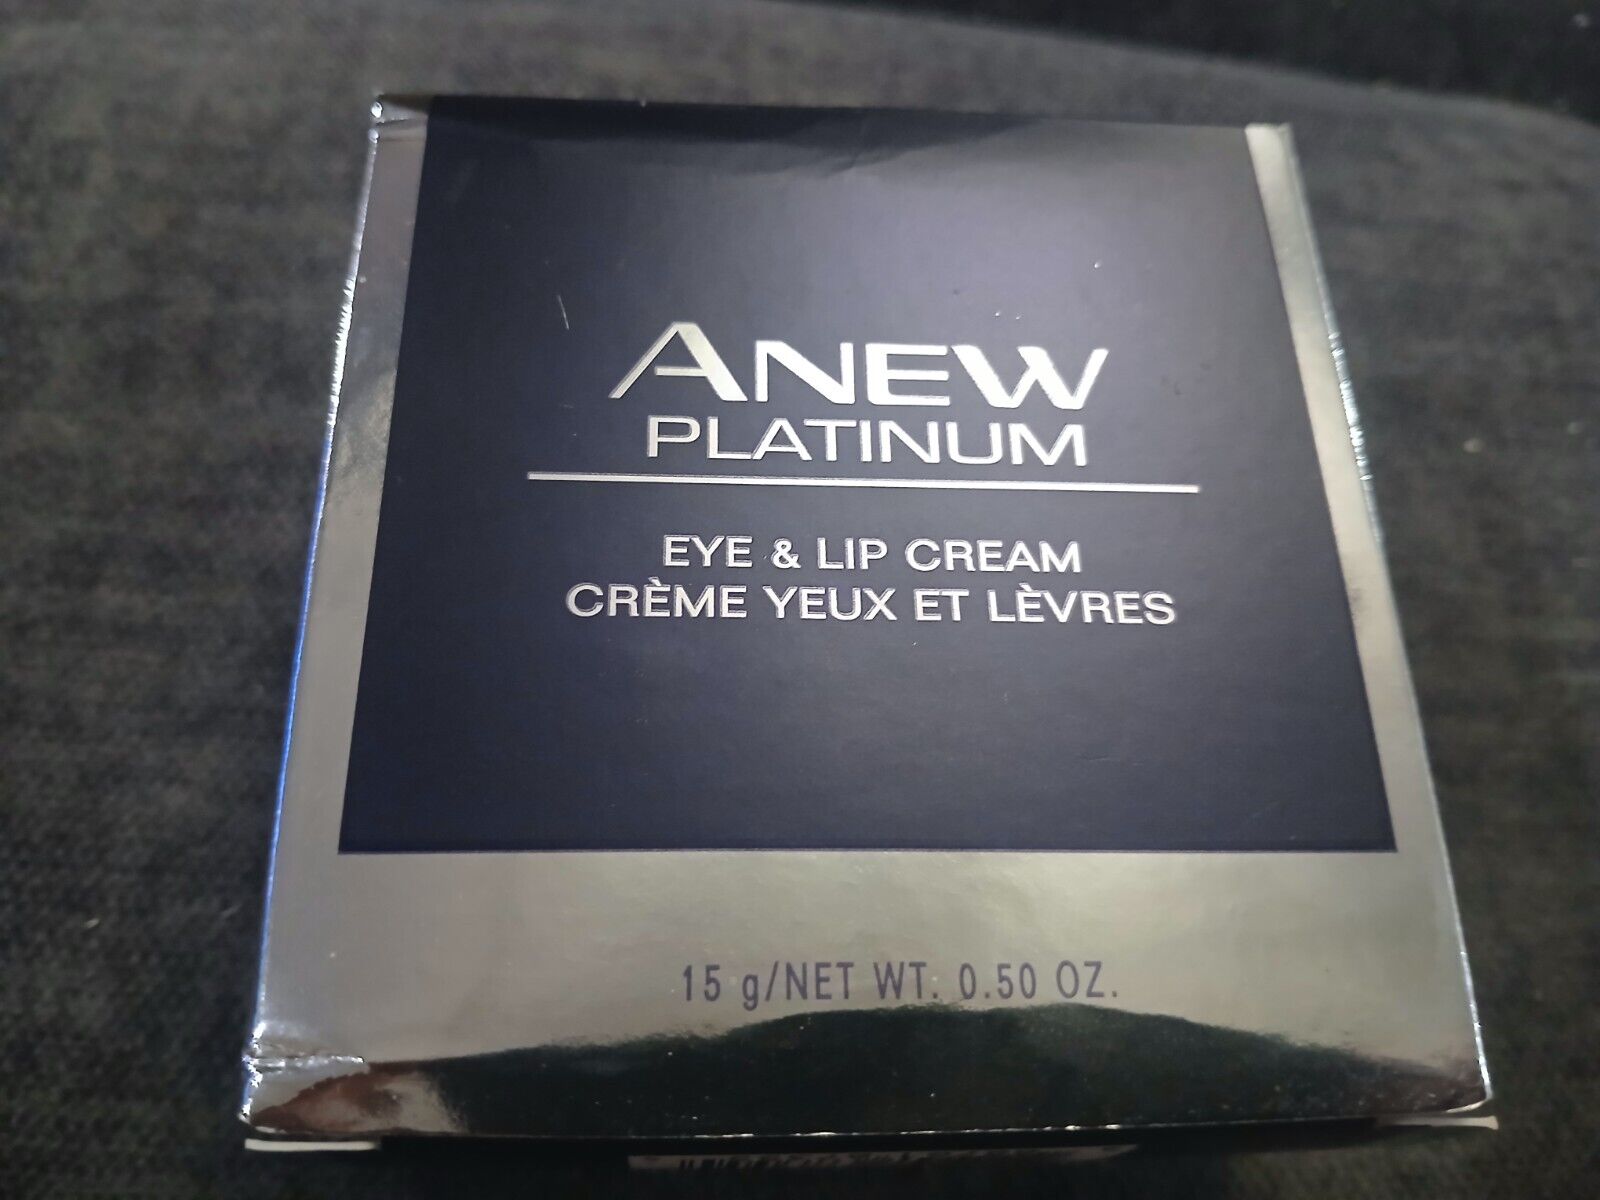 ANEW
PLATINUM
EYE & LIP CREAM
CRÈME YEUX ET LÈVRES
15 g/NET WT. 0.50 OZ.